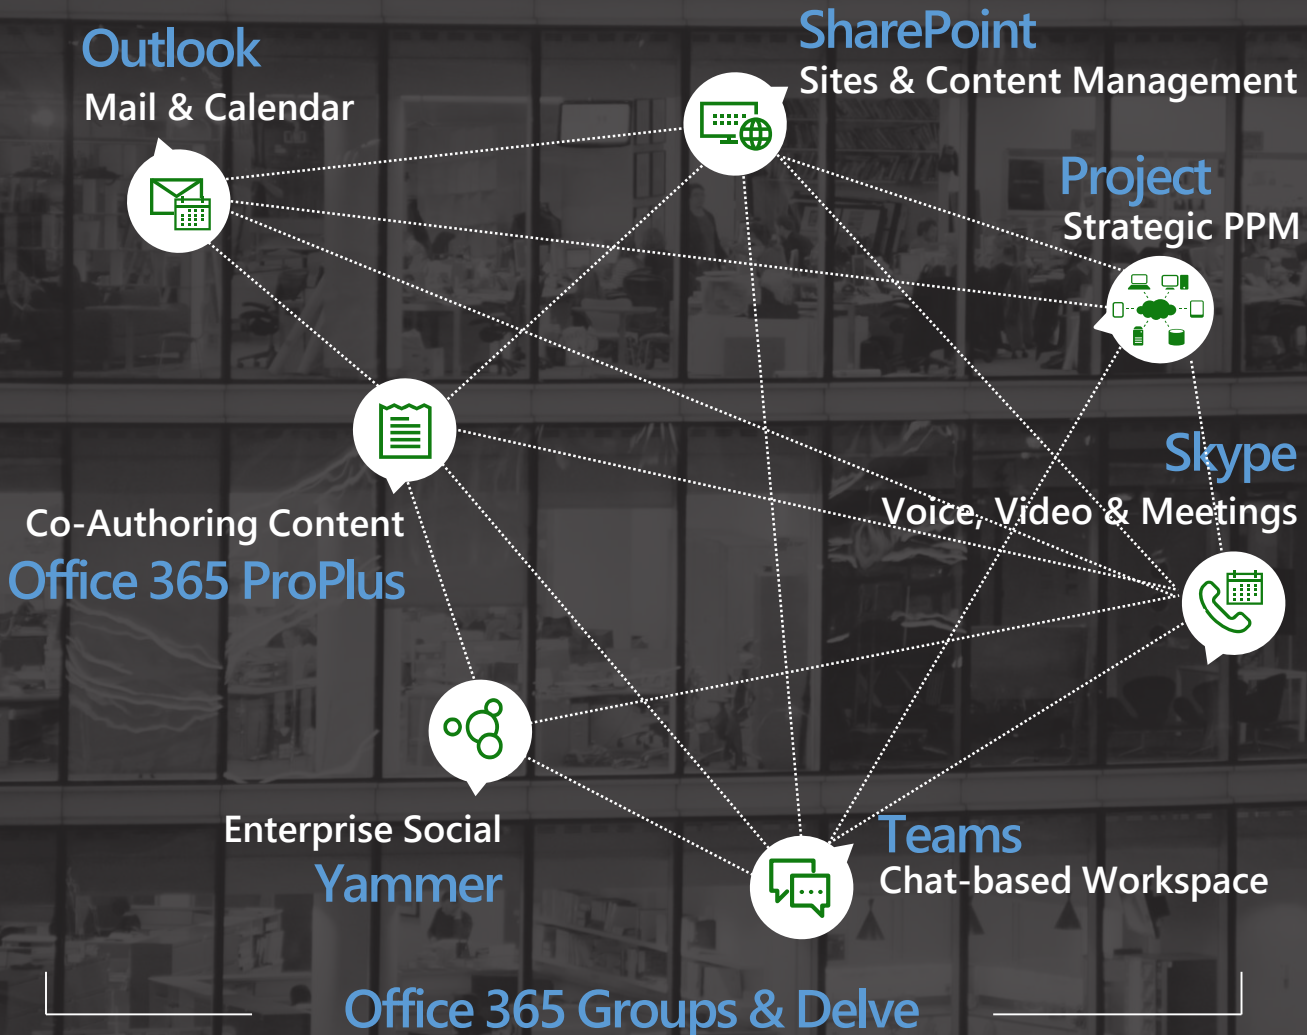 Outlook
Mail & Calendar
SharePoint
Sites & Content Management
Project
Strategic PPM
Skype
Voice, Video & Meetings
Co-Authoring Content
Office 365 ProPlus
Enterprise Social
Yammer
Teams
Chat-based Workspace
Office 365 Groups & Delve